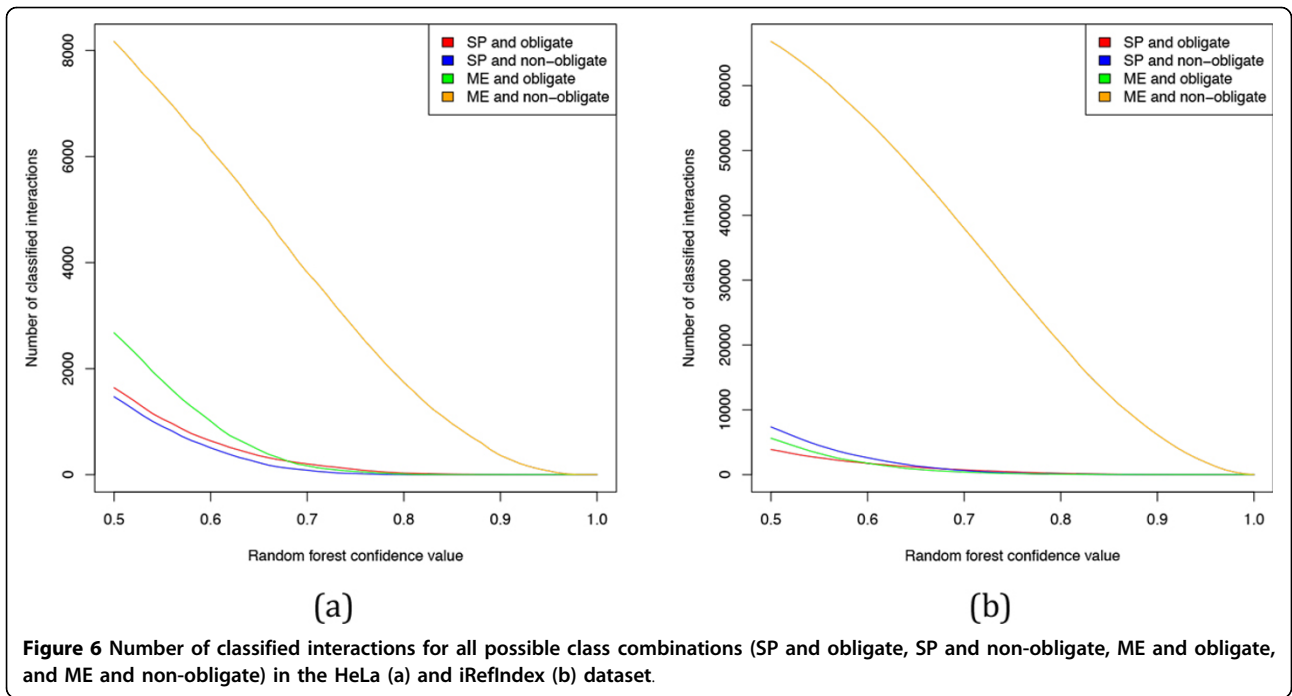 SP and obligate
SP and non−obligate
ME and obligate
ME and non−obligate
Number of classified interactions
8000
6000
4000
2000
0
0.5 0.6 0.7 0.8 0.9 1.0
Random forest confidence value
(a)
SP and obligate
SP and non−obligate
ME and obligate
ME and non−obligate
Number of classified interactions
60000
50000
40000
30000
20000
10000
0
0.5 0.6 0.7 0.8 0.9 1.0
Random forest confidence value
(b)
Figure 6 Number of classified interactions for all possible class combinations (SP and obligate, SP and non-obligate, ME and obligate,
and ME and non-obligate) in the HeLa (a) and iRefIndex (b) dataset.